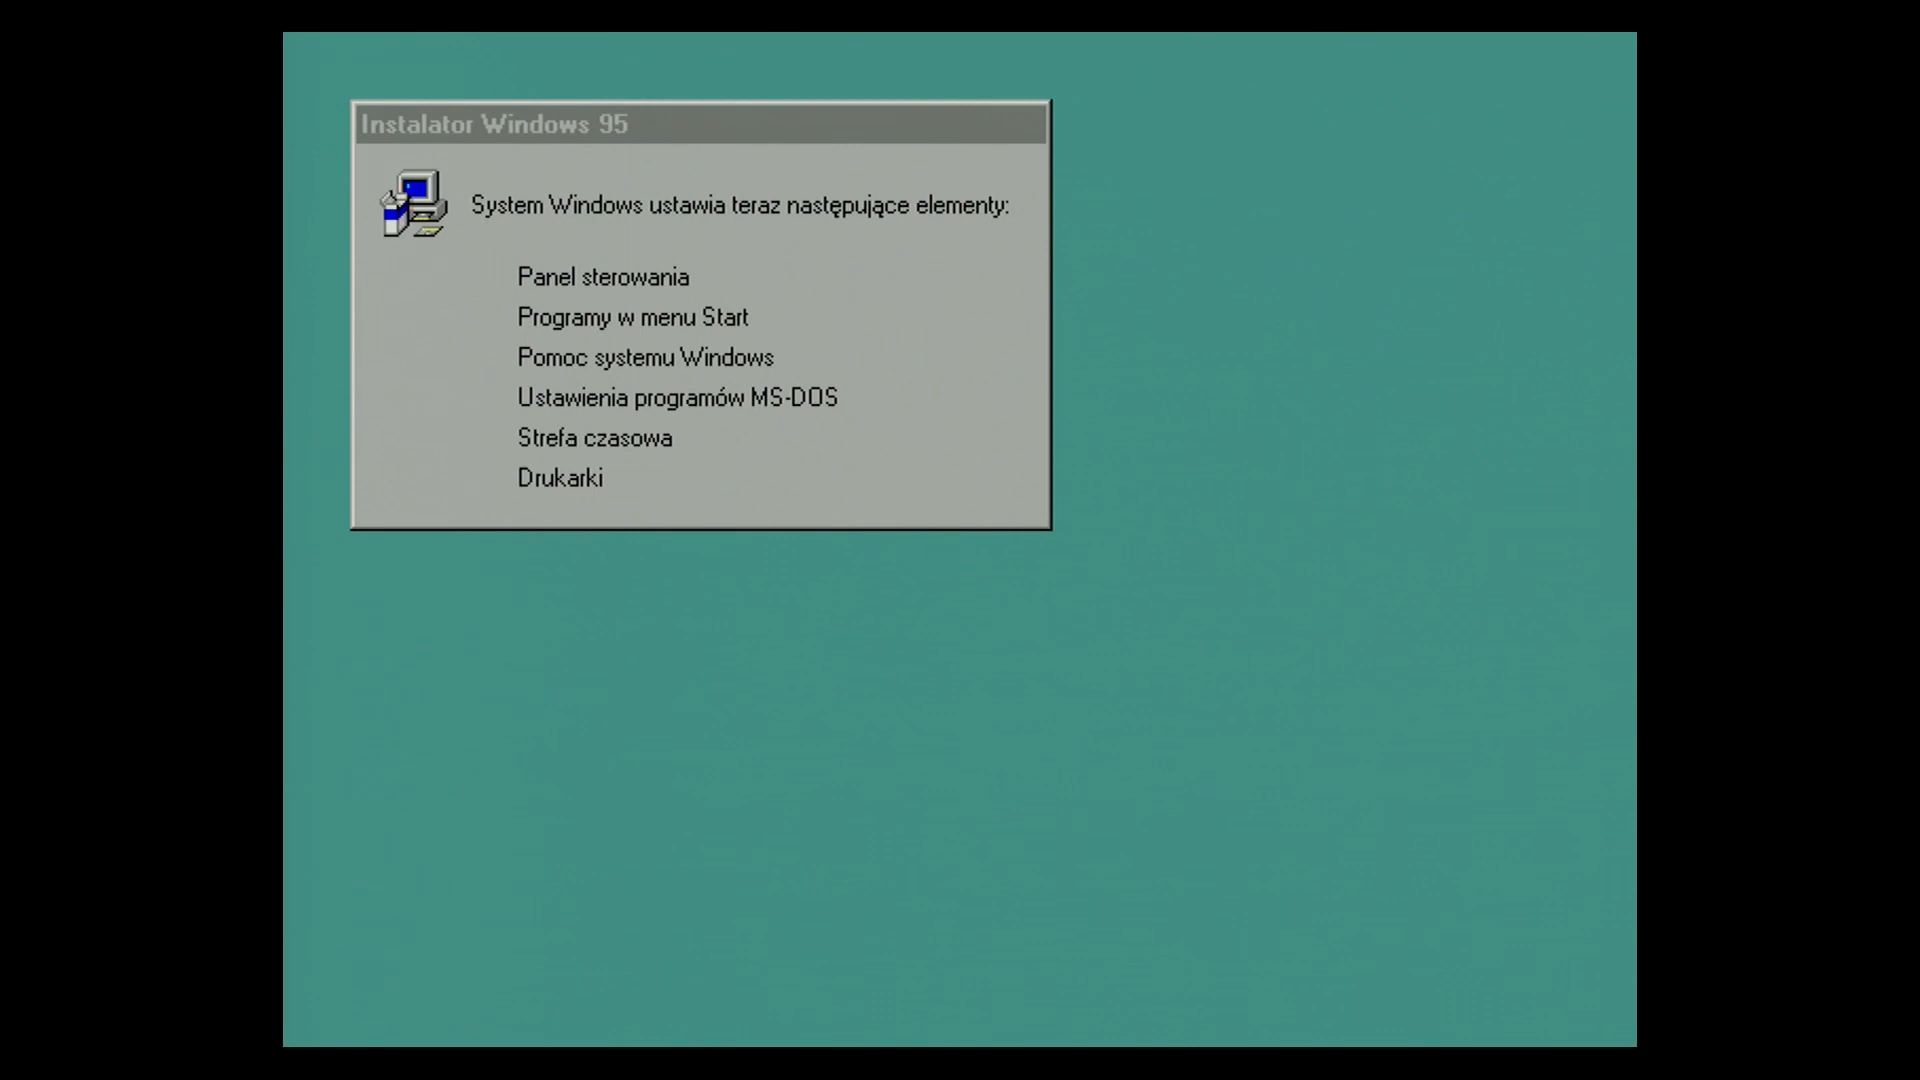 Instalator Windows 95
System Windows ustawia teraz następujące elementy:
Panel sterowania
Programy w menu Start
Pomoc systemu Windows
Ustawienia programów MS-DOS
Strefa czasowa
Drukarki